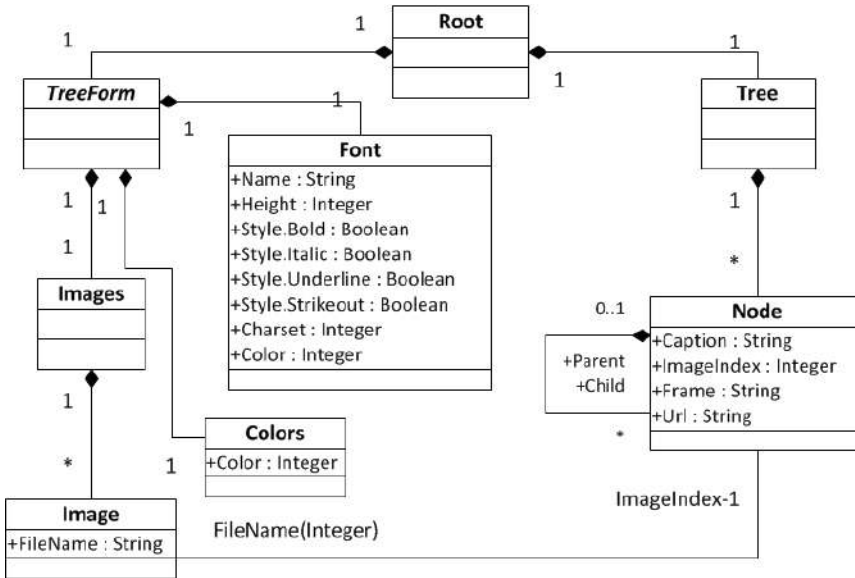 Root
1
1
1
1
TreeForm
Tree
1
1
Font
+Name : String
+Height : Integer
+Style.Bold : Boolean
+Style.Italic : Boolean
+Style.Underline : Boolean
+Style.Strikeout : Boolean
+Charset : Integer
+Color : Integer
1
1
1
1
*
Images
0..1
Node
+Caption : String
+ImageIndex : Integer
+Frame : String
+Url : String
+Parent
+Child
*
1
*
Colors
+Color : Integer
1
Image
+FileName : String
FileName(Integer)
ImageIndex-1